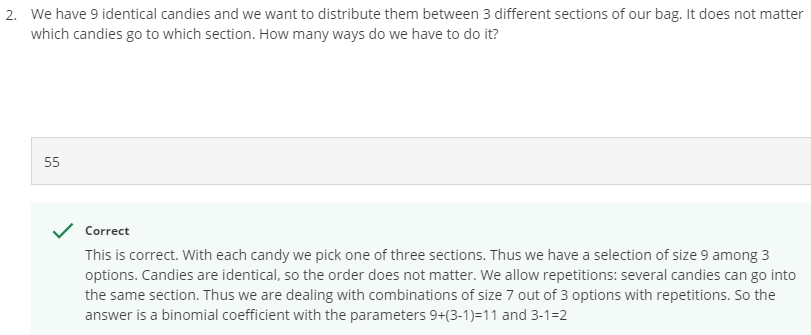 2. We have 9 identical candies and we want to distribute them between 3 different sections of our bag. It does not matter
which candies go to which section. How many ways do we have to do it?
55
Correct
This is correct. With each candy we pick one of three sections. Thus we have a selection of size 9 among 3
options. Candies are identical, so the order does not matter. We allow repetitions: several candies can go into
the same section. Thus we are dealing with combinations of size 7 out of 3 options with repetitions. So the
answer is a binomial coefficient with the parameters 9+(3-1)=11 and 3-1=2